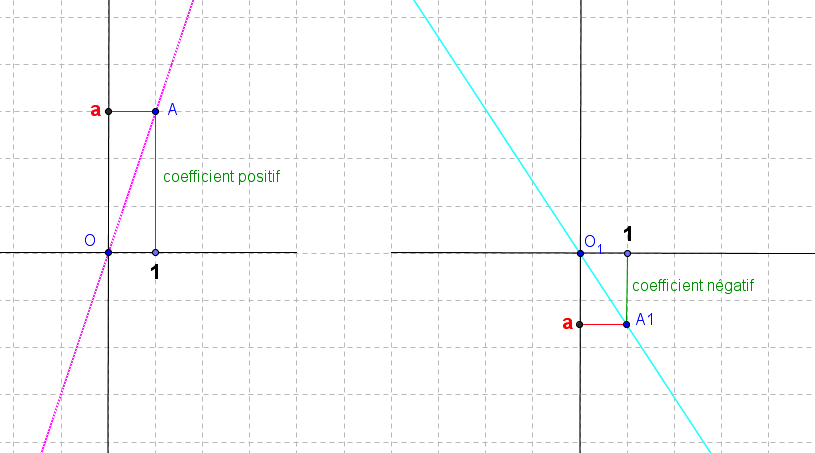 a
A
coefficient positif
O
1
1
O1
coefficient négatif
a
A1